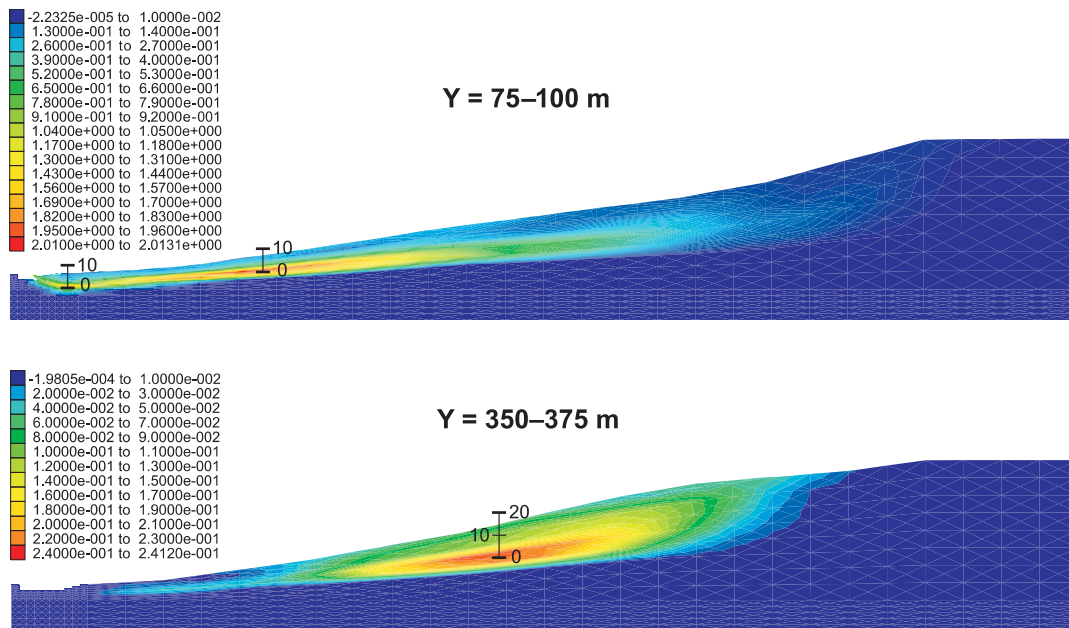 -2.2325e-005 to 1.0000e-002
1.3000e-001 to 1.4000e-001
2.6000e-001 to 2.7000e-001
3.9000e-001 to 4.0000e-001
5.2000e-001 to 5.3000e-001
6.5000e-001 to 6.6000e-001
7.8000e-001 to 7.9000e-001
9.1000e-001 to 9.2000e-001
1.0400e+000 to 1.0500e+000
1.1700e+000 to 1.1800e+000
1.3000e+000 to 1.3100e+000
1.4300e+000 to 1.4400e+000
1.5600e+000 to 1.5700e+000
1.6900e+000 to 1.7000e+000
1.8200e+000 to 1.8300e+000
1.9500e+000 to 1.9600e+000
2.0100e+000 to 2.0131e+000
Y = 75–100 m
10
0
10
0
-1.9805e-004 to 1.0000e-002
2.0000e-002 to 3.0000e-002
4.0000e-002 to 5.0000e-002
6.0000e-002 to 7.0000e-002
8.0000e-002 to 9.0000e-002
1.0000e-001 to 1.1000e-001
1.2000e-001 to 1.3000e-001
1.4000e-001 to 1.5000e-001
1.6000e-001 to 1.7000e-001
1.8000e-001 to 1.9000e-001
2.0000e-001 to 2.1000e-001
2.2000e-001 to 2.3000e-001
2.4000e-001 to 2.4120e-001
Y = 350–375 m
20
10
0